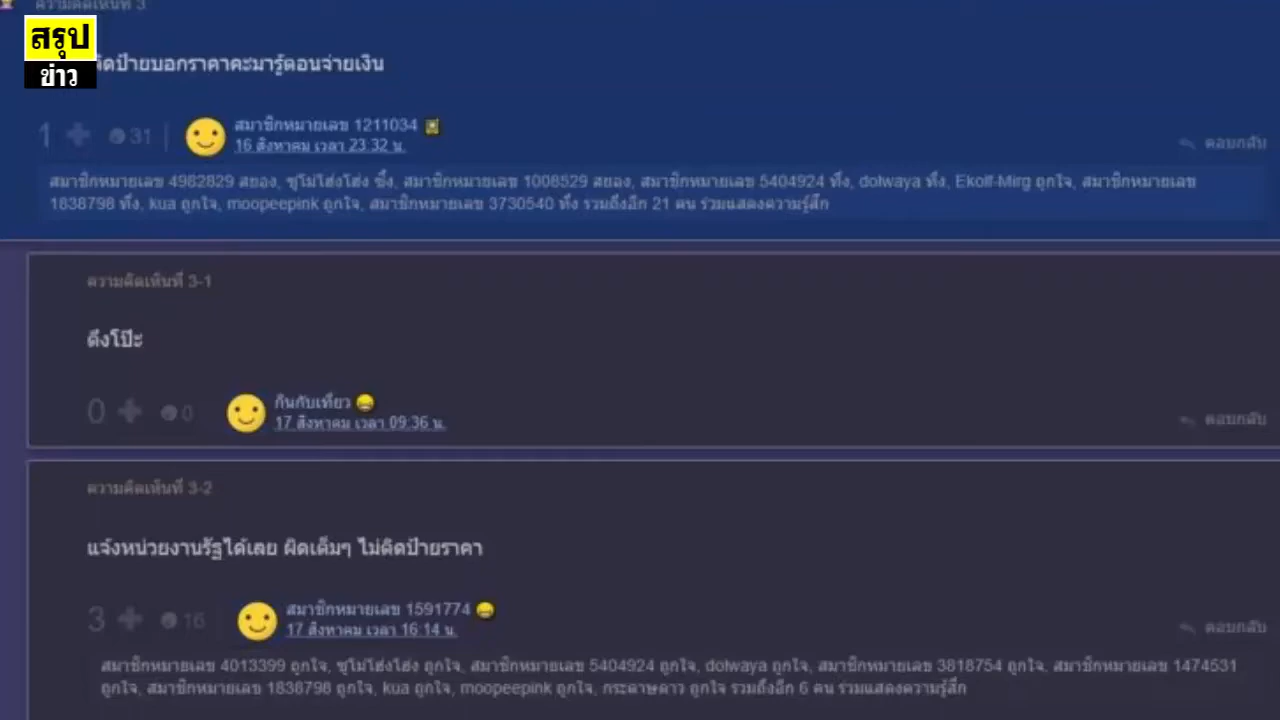 ความคิดเห็นที่ 3
สรุป
ข่าว
ติดป้ายบอกราคาคะมารู้ตอนจ่ายเงิน
1 31 สมาชิกหมายเลข 1211034
16 สิงหาคม เวลา 23:32 น.
ตอบกลับ
สมาชิกหมายเลข 4982829 สยอง, ซูโม่โฮ่งโฮ่ง ซึ้ง, สมาชิกหมายเลข 1008529 สยอง, สมาชิกหมายเลข 5404924 ทึ่ง, dolwaya ทึ่ง, Ekolf-Mirg ถูกใจ, สมาชิกหมายเลข
1838798 ทึ่ง, kua ถูกใจ, moopeepink ถูกใจ, สมาชิกหมายเลข 3730540 ทึ่ง รวมถึงอีก 21 คน ร่วมแสดงความรู้สึก
ความคิดเห็นที่ 3-1
ตึงโป๊ะ
0 0 กินกับเที่ยว
17 สิงหาคม เวลา 09:36 น.
ตอบกลับ
ความคิดเห็นที่ 3-2
แจ้งหน่วยงานรัฐได้เลย ผิดเต็มๆ ไม่ติดป้ายราคา
3 16 สมาชิกหมายเลข 1591774
17 สิงหาคม เวลา 16:14 น.
ตอบกลับ
สมาชิกหมายเลข 4013399 ถูกใจ, ซูโม่โฮ่งโฮ่ง ถูกใจ, สมาชิกหมายเลข 5404924 ถูกใจ, dolwaya ถูกใจ, สมาชิกหมายเลข 3818754 ถูกใจ, สมาชิกหมายเลข 1474531
ถูกใจ, สมาชิกหมายเลข 1838798 ถูกใจ, kua ถูกใจ, moopeepink ถูกใจ, กระดาษดาว ถูกใจ รวมถึงอีก 6 คน ร่วมแสดงความรู้สึก